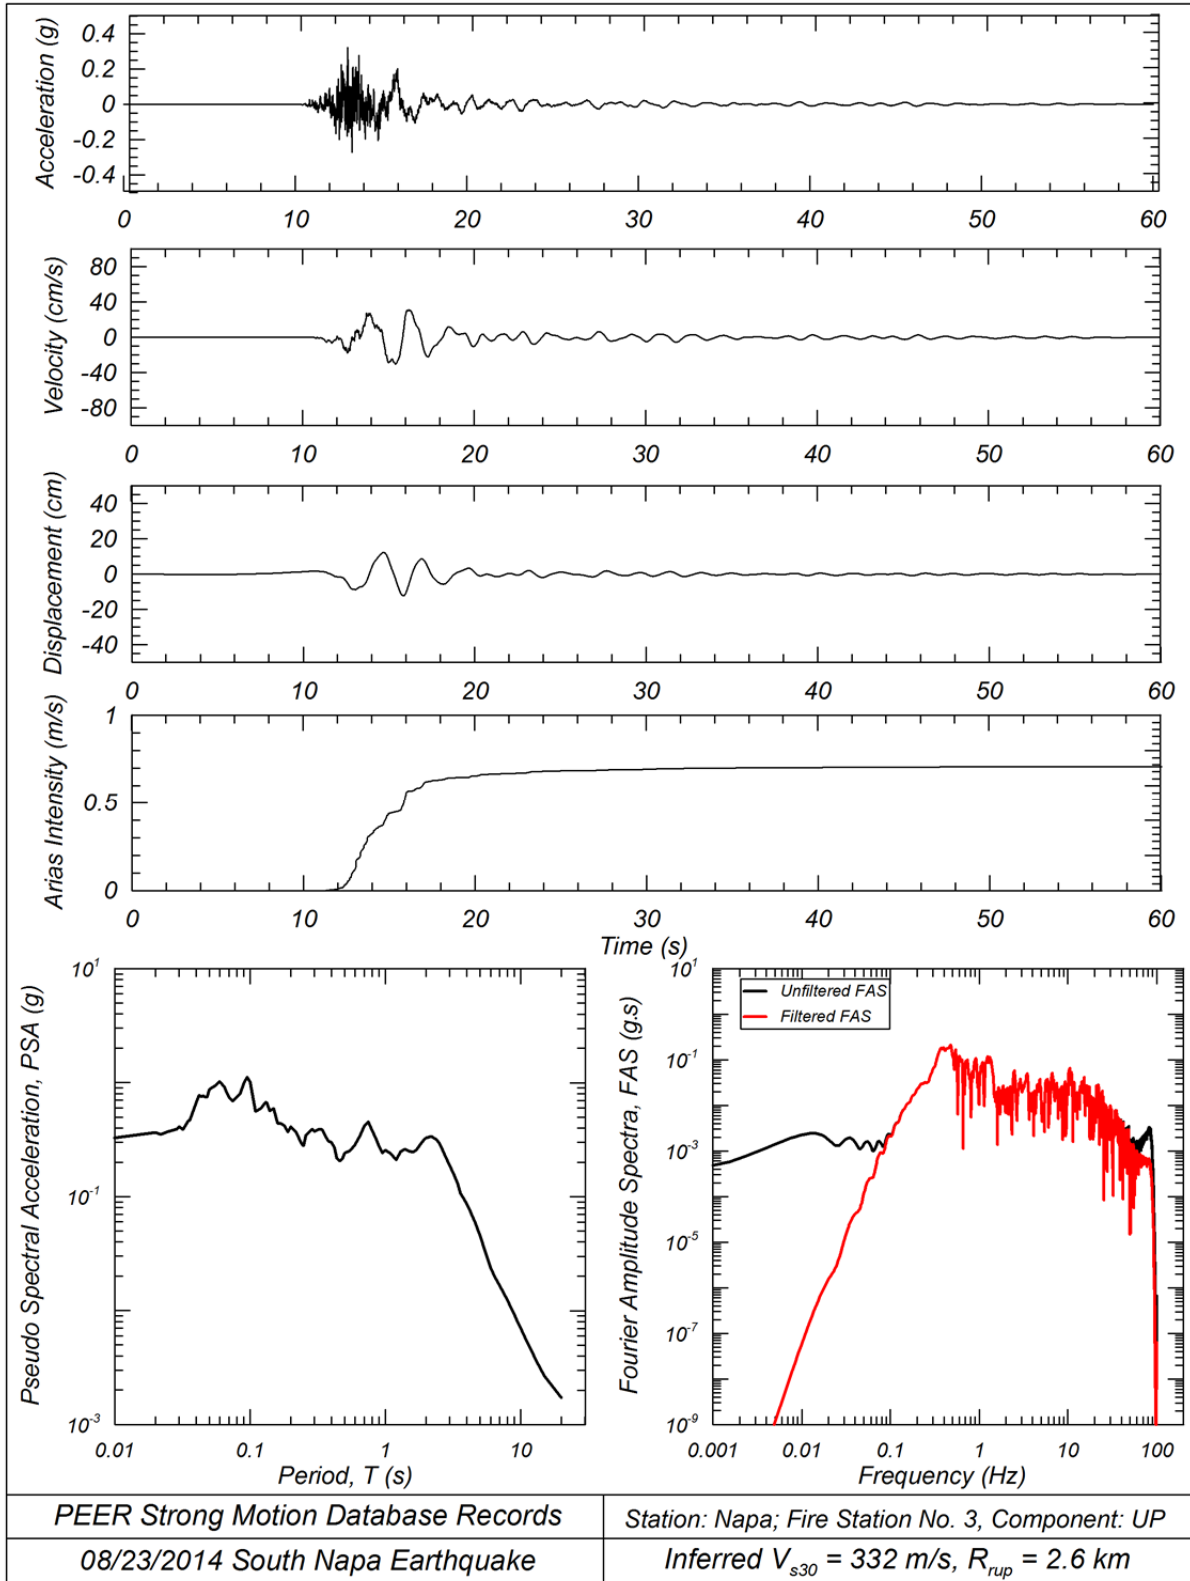 Acceleration (g)
0.4
0.2
0
-0.2
-0.4
0 10 20 30 40 50 60
Velocity (cm/s)
80
40
0
-40
-80
0 10 20 30 40 50 60
Displacement (cm)
40
20
0
-20
-40
0 10 20 30 40 50 60
Arias Intensity (m/s)
1
0.5
0
0 10 20 30 40 50 60
Time (s)
Pseudo Spectral Acceleration, PSA (g)
10¹
10⁰
10⁻¹
10⁻³
0.01 0.1 1 10
Period, T (s)
Fourier Amplitude Spectra, FAS (g.s)
10¹
10⁻¹
10⁻³
10⁻⁵
10⁻⁷
10⁻⁹
Unfiltered FAS
Filtered FAS
0.001 0.01 0.1 1 10 100
Frequency (Hz)
PEER Strong Motion Database Records
Station: Napa; Fire Station No. 3, Component: UP
08/23/2014 South Napa Earthquake
Inferred Vs30 = 332 m/s, Rrup = 2.6 km